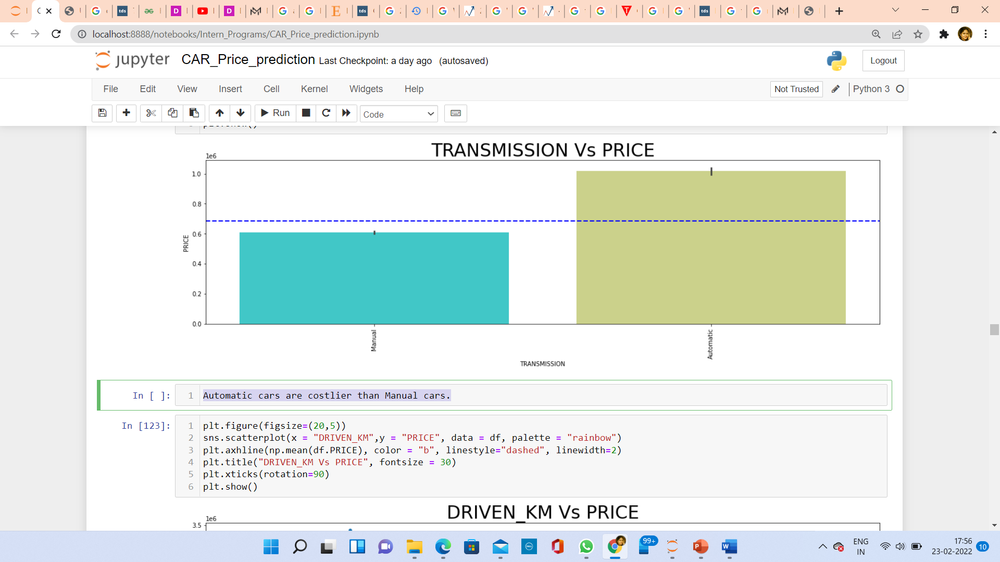 localhost:8888/notebooks/Intern_Programs/CAR_Price_prediction.ipynb
jupyter CAR_Price_prediction Last Checkpoint: a day ago (autosaved)
Logout
File Edit View Insert Cell Kernel Widgets Help
Not Trusted
Python 3
Run
Code
TRANSMISSION Vs PRICE
1e6
1.0
0.8
0.6
0.4
0.2
0.0
PRICE
Manual
Automatic
TRANSMISSION
In [ ]: 1 Automatic cars are costlier than Manual cars.
In [123]: 1 plt.figure(figsize=(20,5))
2 sns.scatterplot(x = "DRIVEN_KM",y = "PRICE", data = df, palette = "rainbow")
3 plt.axhline(np.mean(df.PRICE), color = "b", linestyle="dashed", linewidth=2)
4 plt.title("DRIVEN_KM Vs PRICE", fontsize = 30)
5 plt.xticks(rotation=90)
6 plt.show()
DRIVEN_KM Vs PRICE
1e6
3.5
99+
ENG
IN
17:56
23-02-2022
10